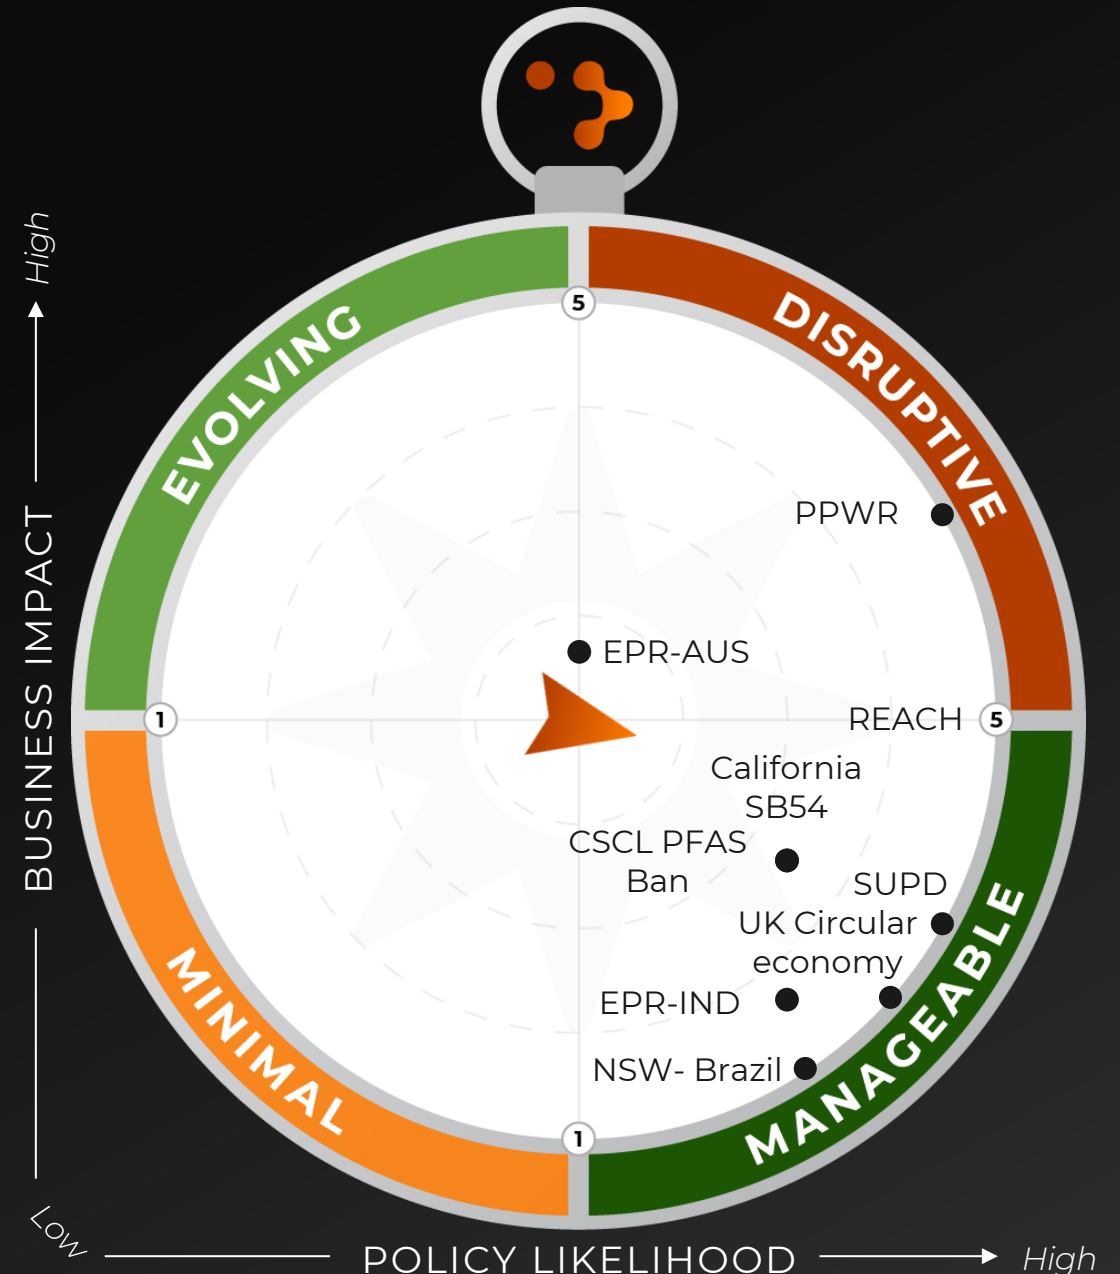 High
EVOLVING
DISRUPTIVE
5
PPWR
EPR-AUS
1
REACH
5
BUSINESS IMPACT
California
SB54
CSCL PFAS
Ban
SUPD
UK Circular
economy
EPR-IND
NSW- Brazil
MINIMAL
MANAGEABLE
1
Low
POLICY LIKELIHOOD
High